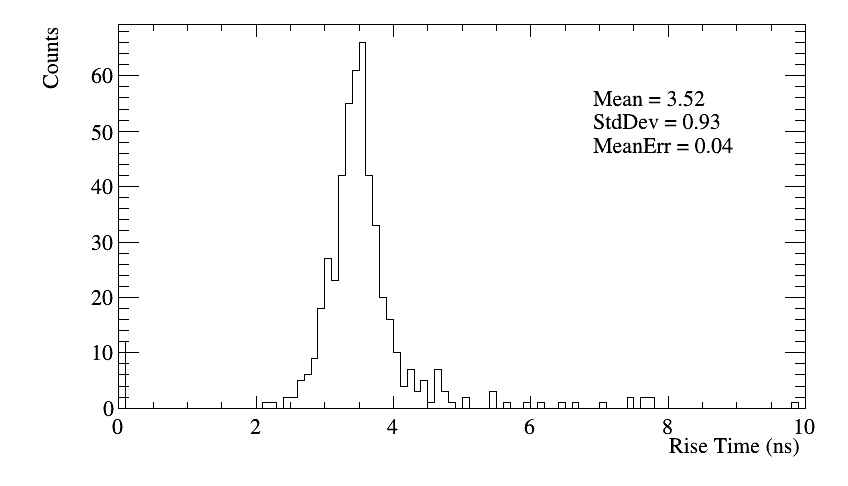 Counts
60
50
40
30
20
10
0
Mean = 3.52
StdDev = 0.93
MeanErr = 0.04
0 2 4 6 8 10
Rise Time (ns)